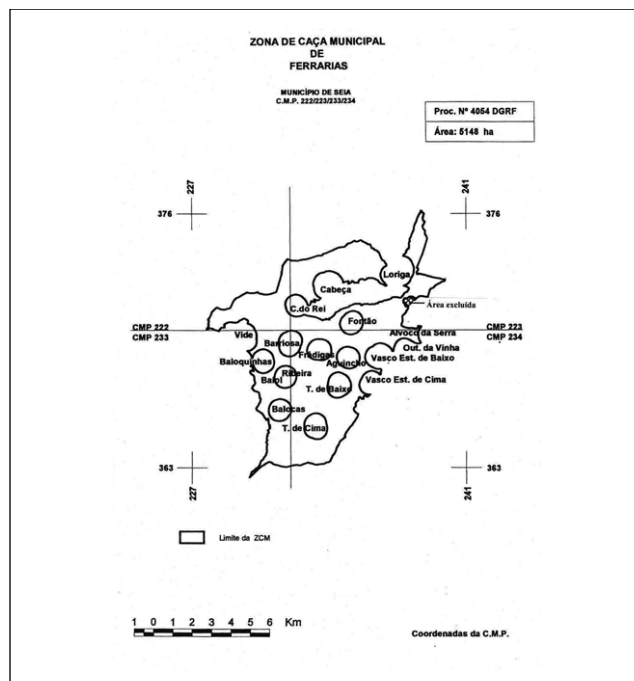 ZONA DE CAÇA MUNICIPAL
DE
FERRARIAS
MUNICÍPIO DE SEIA
C.M.P. 222/223/233/234
Proc. Nº 4054 DGRF
Área: 5148 ha
227
241
376
376
Loriga
Cabeça
Área excluída
C.do Rei
Fontão
CMP 222
CMP 223
CMP 233
CMP 234
Vide
Alvoco da Serra
Barriosa
Out. da Vinha
Frádigas
Vasco Est. de Baixo
Baloquinhas
Aguincho
Ribeira
Baiol
Vasco Est. de Cima
T. de Baixo
Balocas
T. de Cima
363
363
227
241
Limite da ZCM
1 0 1 2 3 4 5 6 Km
Coordenadas da C.M.P.